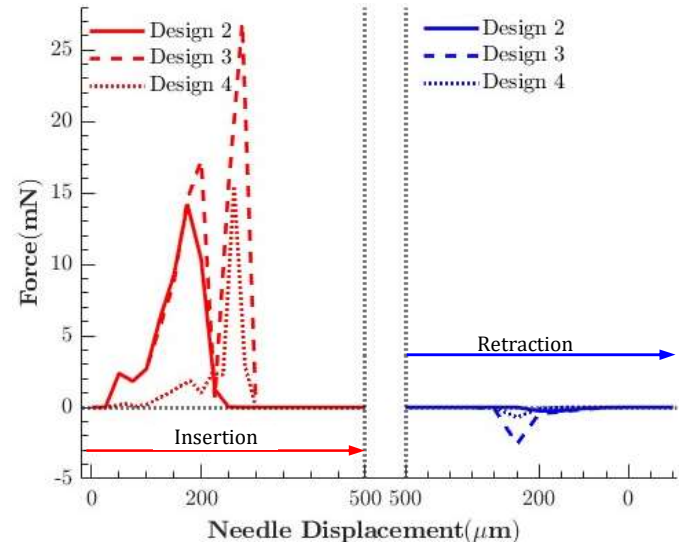 Design 2
Design 3
Design 4
Design 2
Design 3
Design 4
25
20
15
10
5
0
-5
Force(mN)
Retraction
Insertion
0 200 500 500 200 0
Needle Displacement(μm)